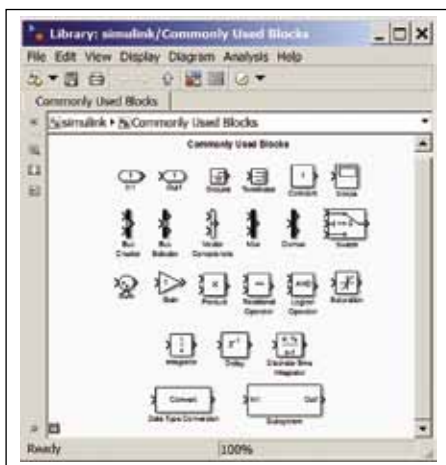 Library: simulink/Commonly Used Blocks
File Edit View Display Diagram Analysis Help
Commonly Used Blocks
simulink Commonly Used Blocks
Commonly Used Blocks
In1 Out1 Ground Terminator Constant Scope
Bus Creator Bus Selector Vector Concatenate Mux Demux Switch
Sum Gain Product Relational Operator Logical Operator Saturation
Integrator Delay Discrete-Time Integrator
Convert In1 Out1
Data Type Conversion Subsystem
Ready 100%